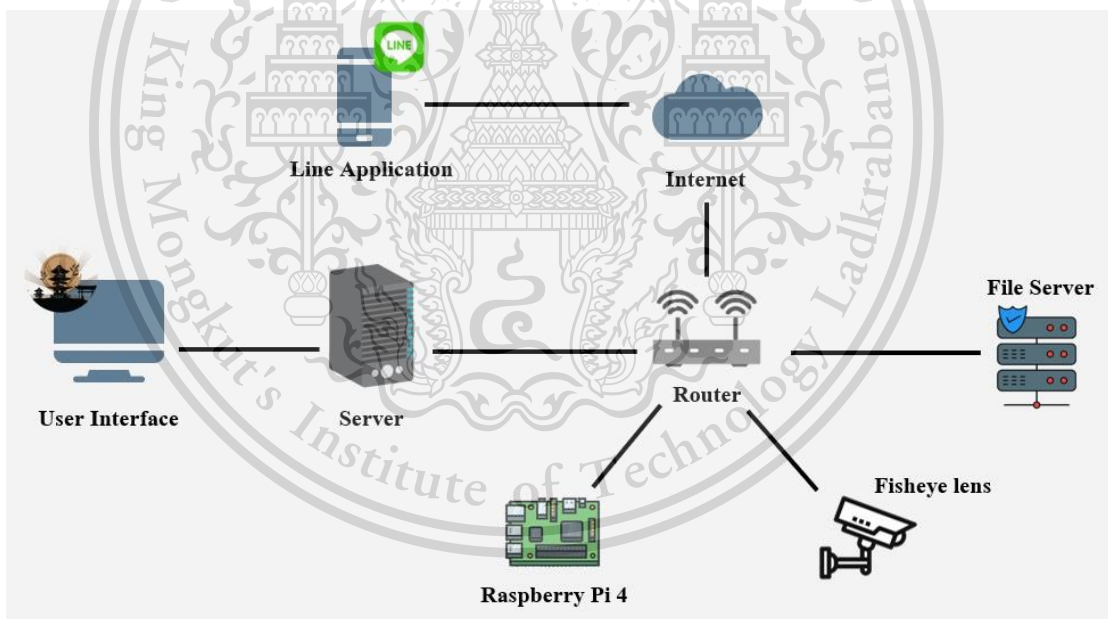 LINE
Line Application
Internet
File Server
User Interface
Server
Router
Fisheye lens
Raspberry Pi 4
King Mongkut's Institute of Technology Ladkrabang